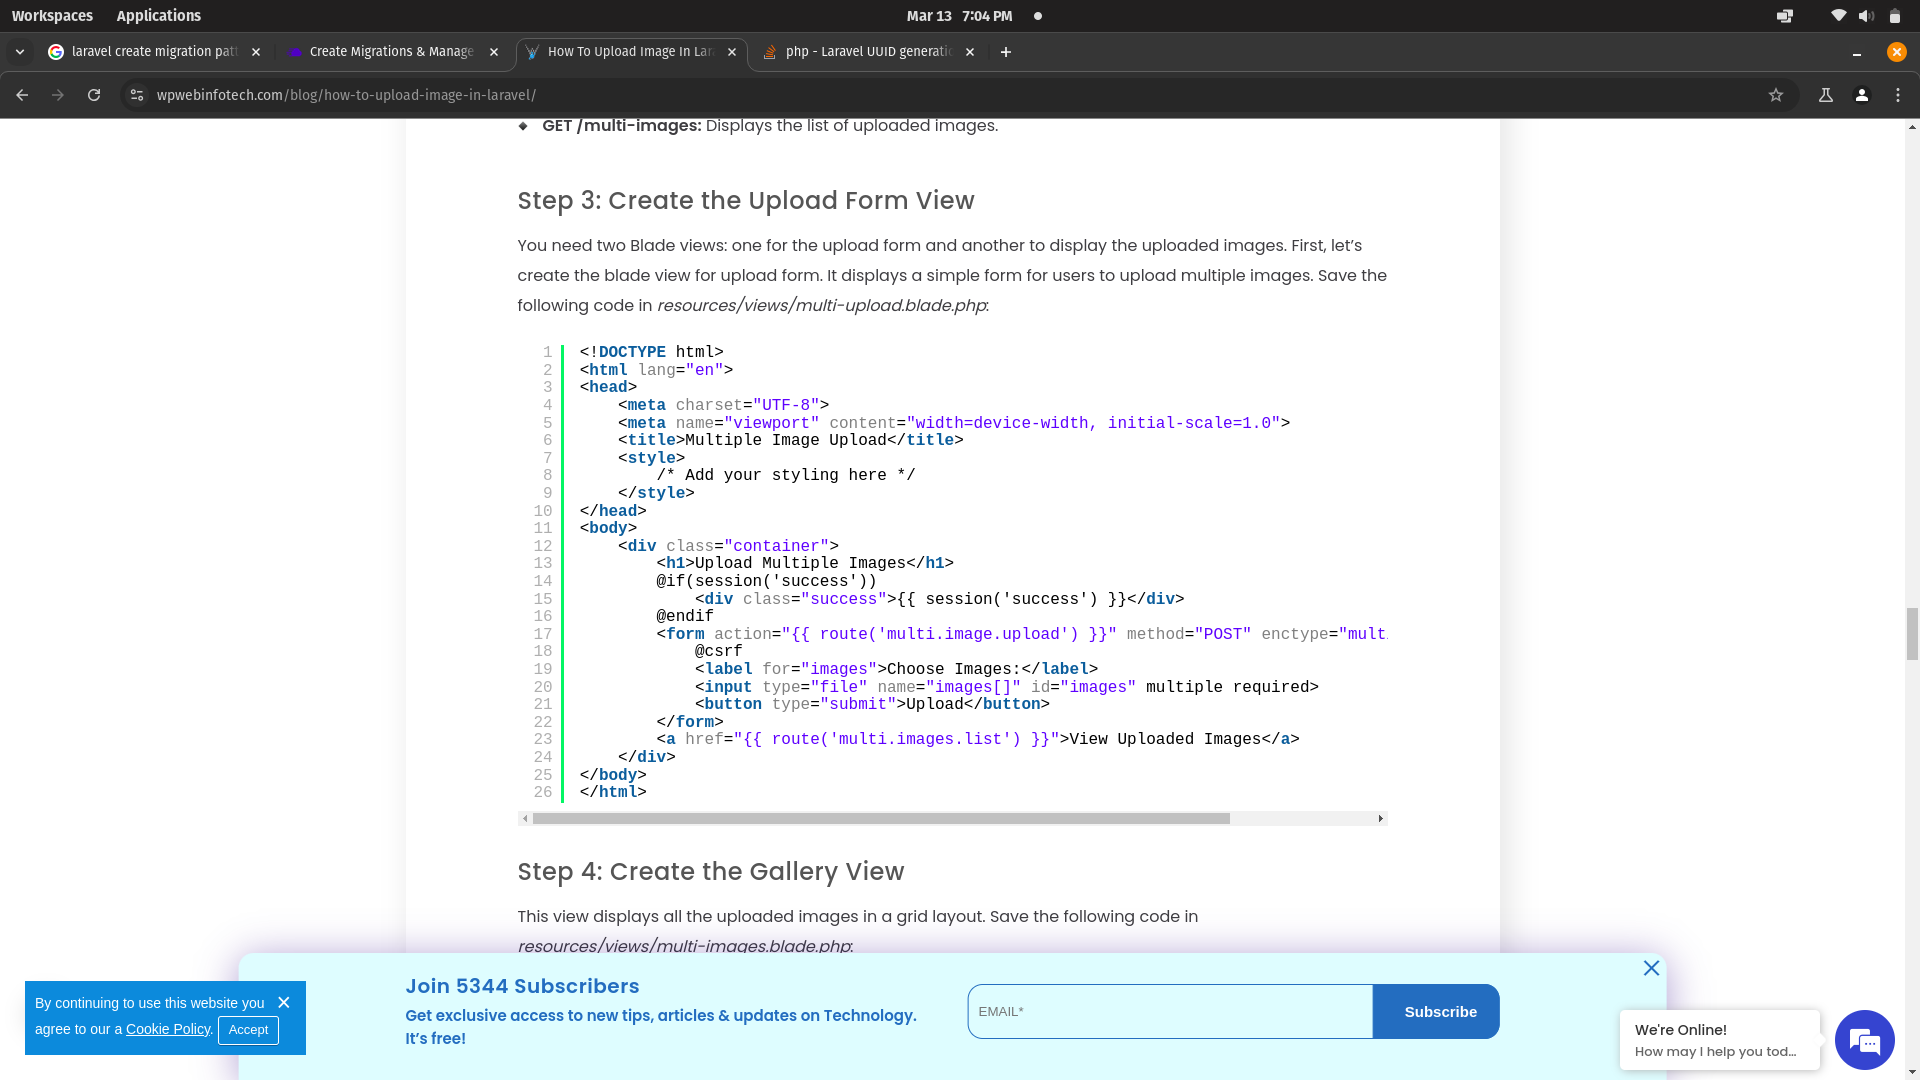 Workspaces Applications Mar 13 7:04 PM
laravel create migration pat Create Migrations & Manage How To Upload Image In Lar php - Laravel UUID generati
wpwebinfotech.com/blog/how-to-upload-image-in-laravel/
GET /multi-images: Displays the list of uploaded images.
Step 3: Create the Upload Form View
You need two Blade views: one for the upload form and another to display the uploaded images. First, let’s
create the blade view for upload form. It displays a simple form for users to upload multiple images. Save the
following code in resources/views/multi-upload.blade.php:
1 <!DOCTYPE html>
2 <html lang="en">
3 <head>
4     <meta charset="UTF-8">
5     <meta name="viewport" content="width=device-width, initial-scale=1.0">
6     <title>Multiple Image Upload</title>
7     <style>
8         /* Add your styling here */
9     </style>
10 </head>
11 <body>
12     <div class="container">
13         <h1>Upload Multiple Images</h1>
14         @if(session('success'))
15             <div class="success">{{ session('success') }}</div>
16         @endif
17         <form action="{{ route('multi.image.upload') }}" method="POST" enctype="mult
18             @csrf
19             <label for="images">Choose Images:</label>
20             <input type="file" name="images[]" id="images" multiple required>
21             <button type="submit">Upload</button>
22         </form>
23         <a href="{{ route('multi.images.list') }}">View Uploaded Images</a>
24     </div>
25 </body>
26 </html>
Step 4: Create the Gallery View
This view displays all the uploaded images in a grid layout. Save the following code in
resources/views/multi-images.blade.php:
Join 5344 Subscribers
Get exclusive access to new tips, articles & updates on Technology.
It’s free!
EMAIL* Subscribe
By continuing to use this website you
agree to our a Cookie Policy. Accept
We're Online!
How may I help you tod...